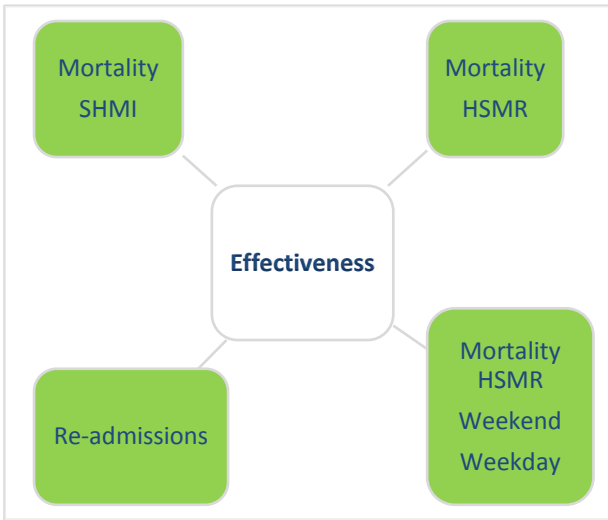 Mortality
SHMI
Mortality
HSMR
Effectiveness
Re-admissions
Mortality
HSMR
Weekend
Weekday